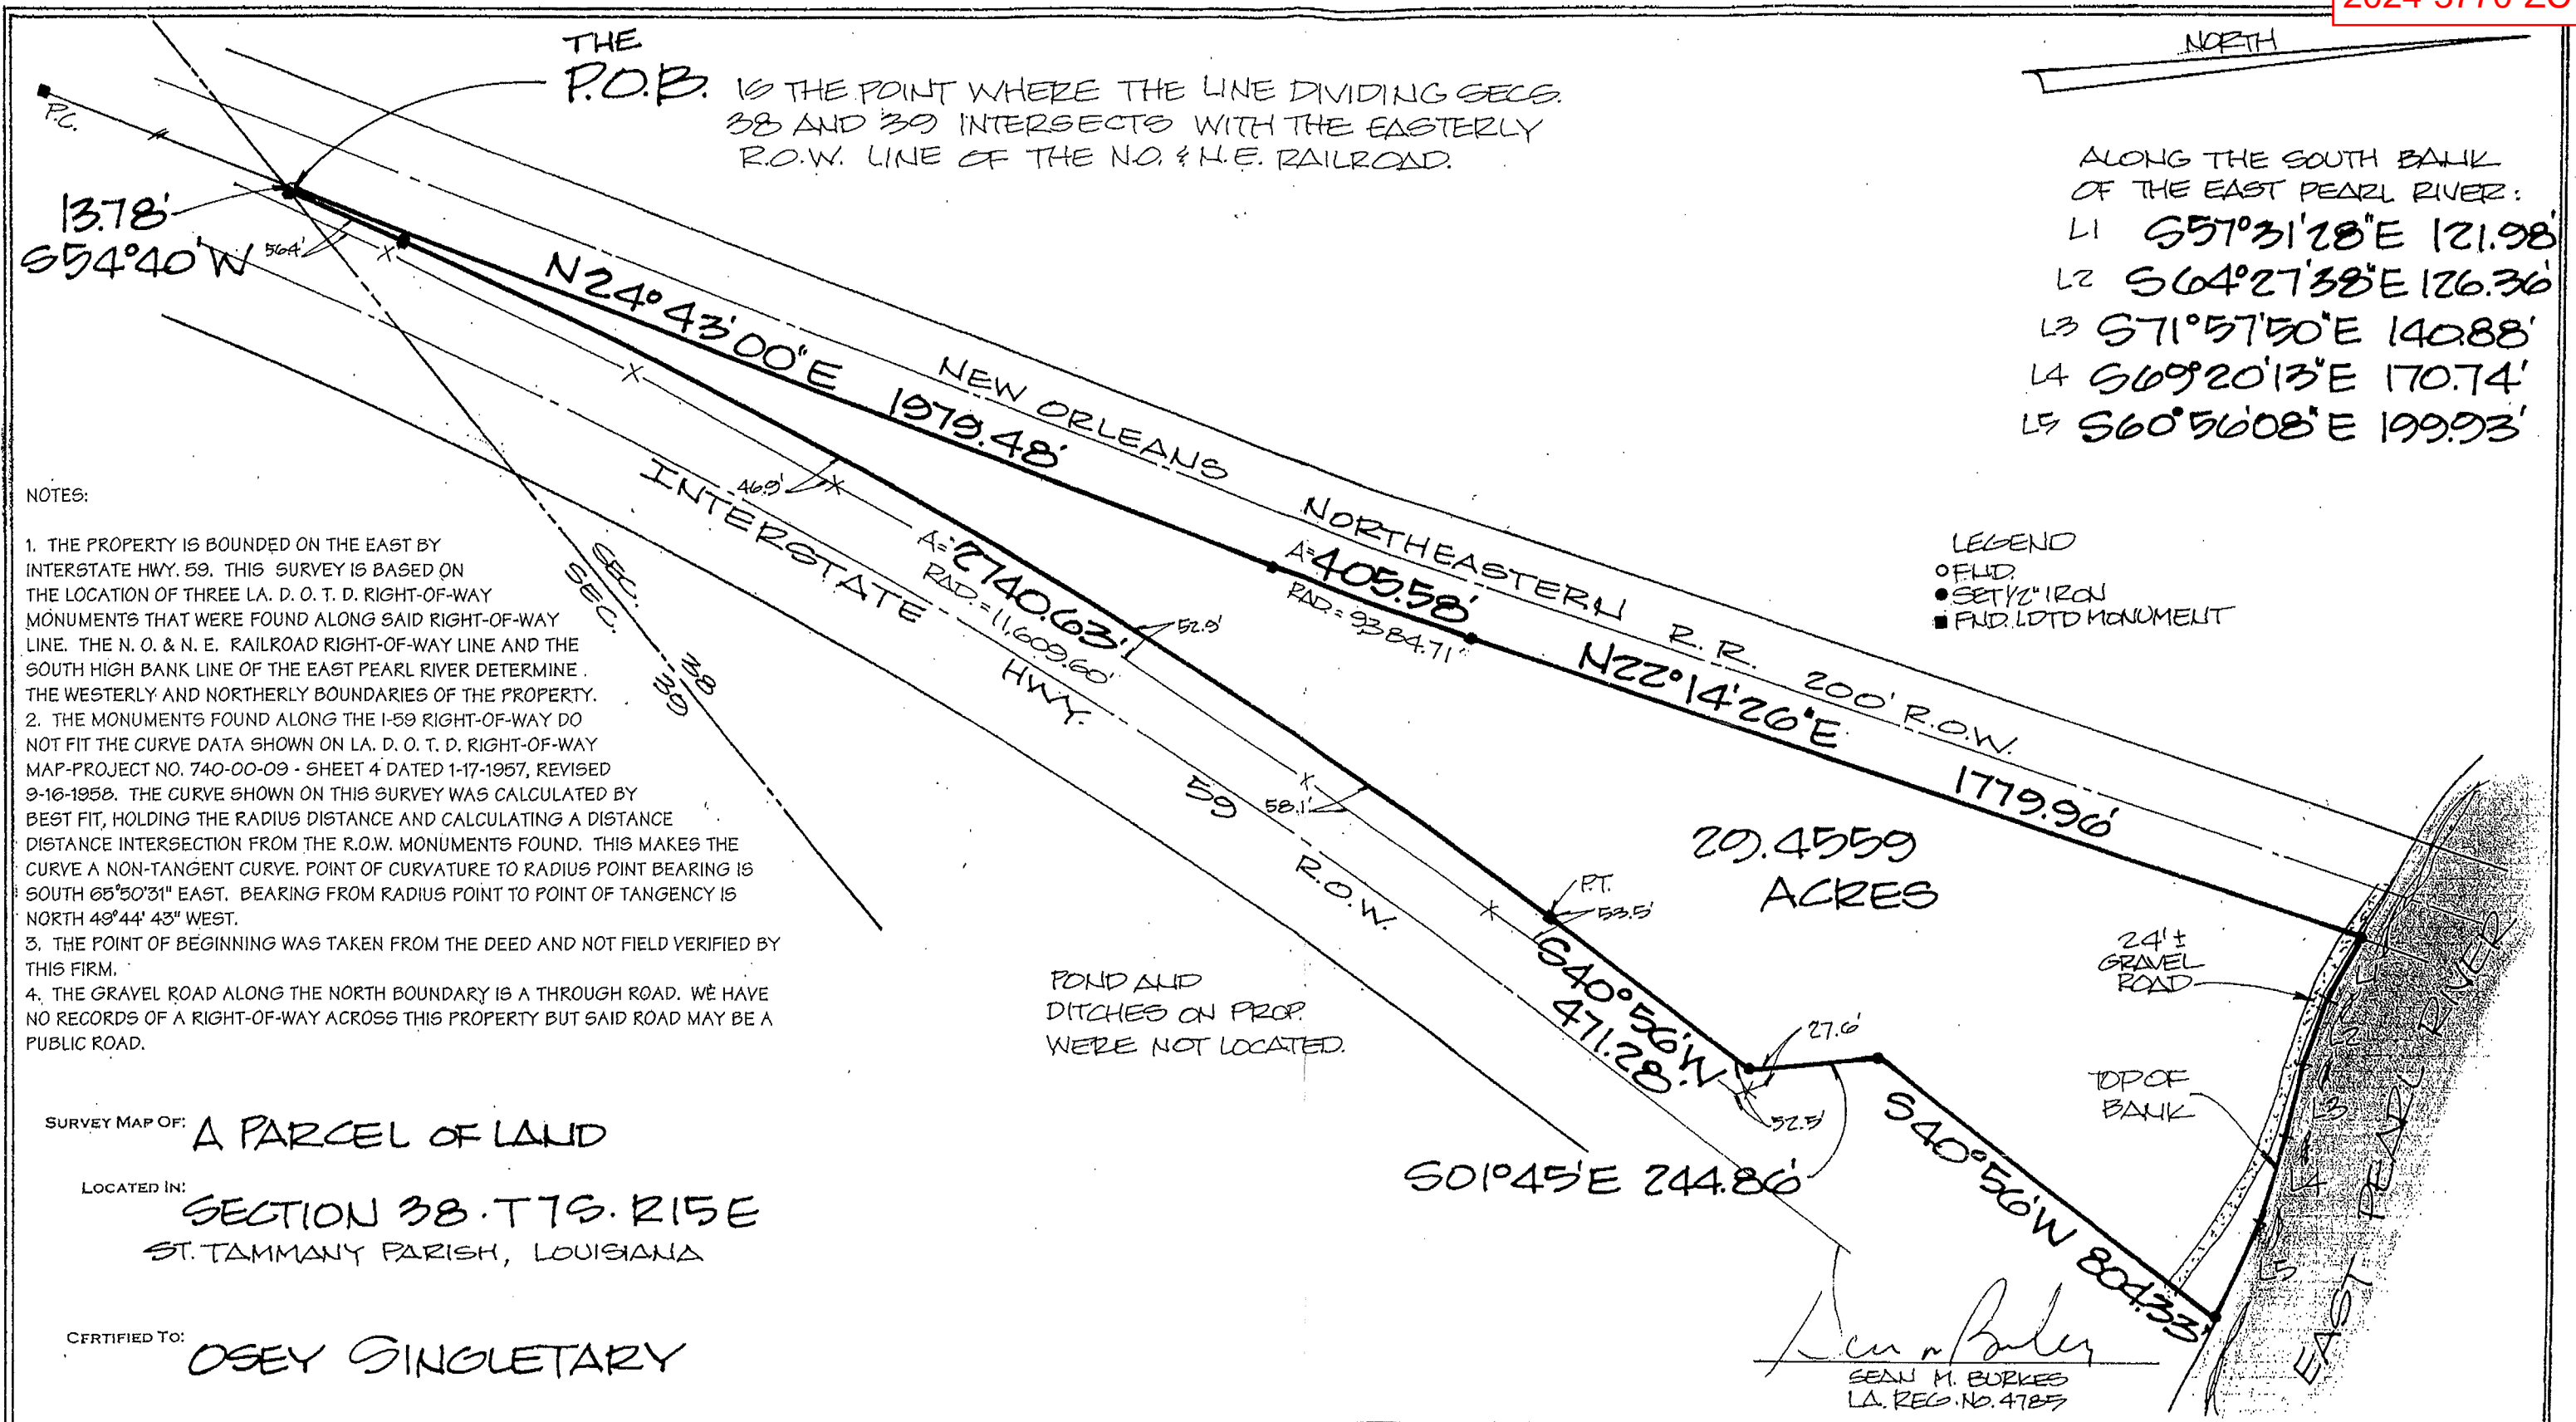 2024-3776-ZC
THE
P.O.B. IS THE POINT WHERE THE LINE DIVIDING SECS.
38 AND 39 INTERSECTS WITH THE EASTERLY
R.O.W. LINE OF THE N.O. & N.E. RAILROAD.
NORTH
ALONG THE SOUTH BANK
OF THE EAST PEARL RIVER:
L1 S57°31'28"E 121.98'
L2 S64°27'38"E 126.36'
L3 S71°57'50"E 140.88'
L4 S69°20'13"E 170.74'
L5 S60°56'08"E 199.93'
P.C.
13.78'
S54°40'W
56.4'
N24°43'00"E 1979.48'
NEW ORLEANS NORTHEASTERN R.R. 200' R.O.W.
A=405.58'
RAD=9384.71'
N22°14'26"E 1779.96'
46.9'
INTERSTATE HWY. 59 R.O.W.
A=2740.63'
RAD.=11,609.60'
52.9'
58.1'
SEC. 38
SEC. 39
LEGEND
FND.
SET 1/2" IRON
FND. LDTD MONUMENT
NOTES:
1. THE PROPERTY IS BOUNDED ON THE EAST BY
INTERSTATE HWY. 59. THIS SURVEY IS BASED ON
THE LOCATION OF THREE LA. D. O. T. D. RIGHT-OF-WAY
MONUMENTS THAT WERE FOUND ALONG SAID RIGHT-OF-WAY
LINE. THE N. O. & N. E. RAILROAD RIGHT-OF-WAY LINE AND THE
SOUTH HIGH BANK LINE OF THE EAST PEARL RIVER DETERMINE
THE WESTERLY AND NORTHERLY BOUNDARIES OF THE PROPERTY.
2. THE MONUMENTS FOUND ALONG THE I-59 RIGHT-OF-WAY DO
NOT FIT THE CURVE DATA SHOWN ON LA. D. O. T. D. RIGHT-OF-WAY
MAP-PROJECT NO. 740-00-09 - SHEET 4 DATED 1-17-1957, REVISED
9-16-1958. THE CURVE SHOWN ON THIS SURVEY WAS CALCULATED BY
BEST FIT, HOLDING THE RADIUS DISTANCE AND CALCULATING A DISTANCE
DISTANCE INTERSECTION FROM THE R.O.W. MONUMENTS FOUND. THIS MAKES THE
CURVE A NON-TANGENT CURVE. POINT OF CURVATURE TO RADIUS POINT BEARING IS
SOUTH 65°50'31" EAST. BEARING FROM RADIUS POINT TO POINT OF TANGENCY IS
NORTH 49°44' 43" WEST.
3. THE POINT OF BEGINNING WAS TAKEN FROM THE DEED AND NOT FIELD VERIFIED BY
THIS FIRM.
4. THE GRAVEL ROAD ALONG THE NORTH BOUNDARY IS A THROUGH ROAD. WE HAVE
NO RECORDS OF A RIGHT-OF-WAY ACROSS THIS PROPERTY BUT SAID ROAD MAY BE A
PUBLIC ROAD.
29.4559
ACRES
P.T.
53.5'
S40°56'W
471.28'
27.6'
52.5'
POND AND
DITCHES ON PROP.
WERE NOT LOCATED.
S01°45'E 244.86'
S40°56'W 804.33'
24'±
GRAVEL
ROAD
TOP OF
BANK
L1
L2
L3
L4
L5
EAST PEARL RIVER
SURVEY MAP OF: A PARCEL OF LAND
LOCATED IN:
SECTION 38 · T7S · R15E
ST. TAMMANY PARISH, LOUISIANA
CERTIFIED TO: OSEY SINGLETARY
SEAN M. BURKES
LA. REG. NO. 4785